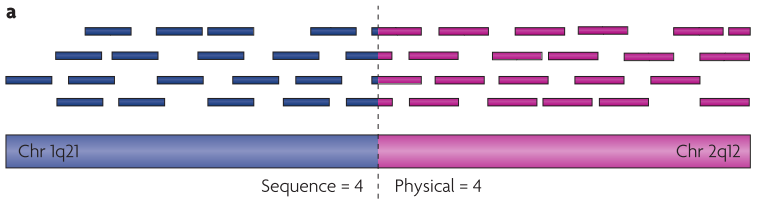 a
Chr 1q21 Chr 2q12
Sequence = 4 Physical = 4